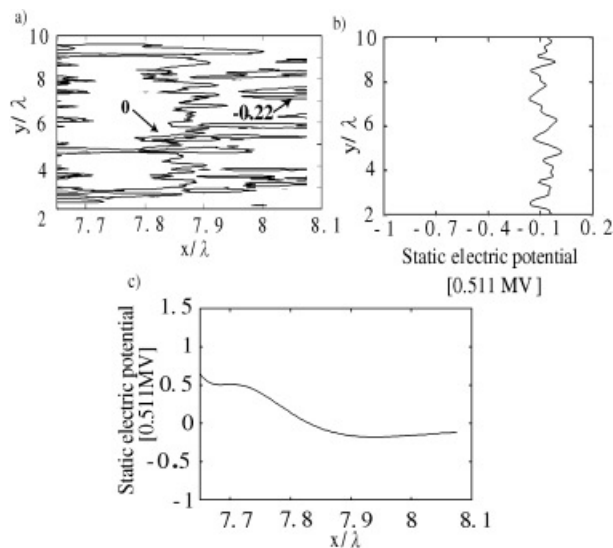 a)
10
8
6
4
2
y/ λ
0
-0.22
7.7 7.8 7.9 8 8.1
x/ λ
b)
10
8
6
4
2
y/ λ
-1 -0.7 -0.4 -0.1 0.2
Static electric potential
[0.511 MV]
c)
Static electric potential
[0.511MV]
1.5
1
0.5
0
-0.5
-1
7.7 7.8 7.9 8 8.1
x/ λ